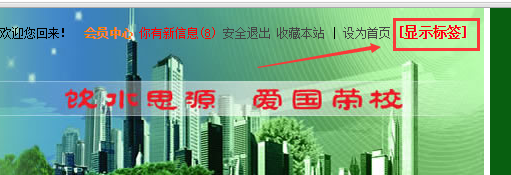 欢迎您回来! 会员中心 你有新信息(8) 安全退出 收藏本站 | 设为首页 [显示标签]
饮水思源 爱国荣校